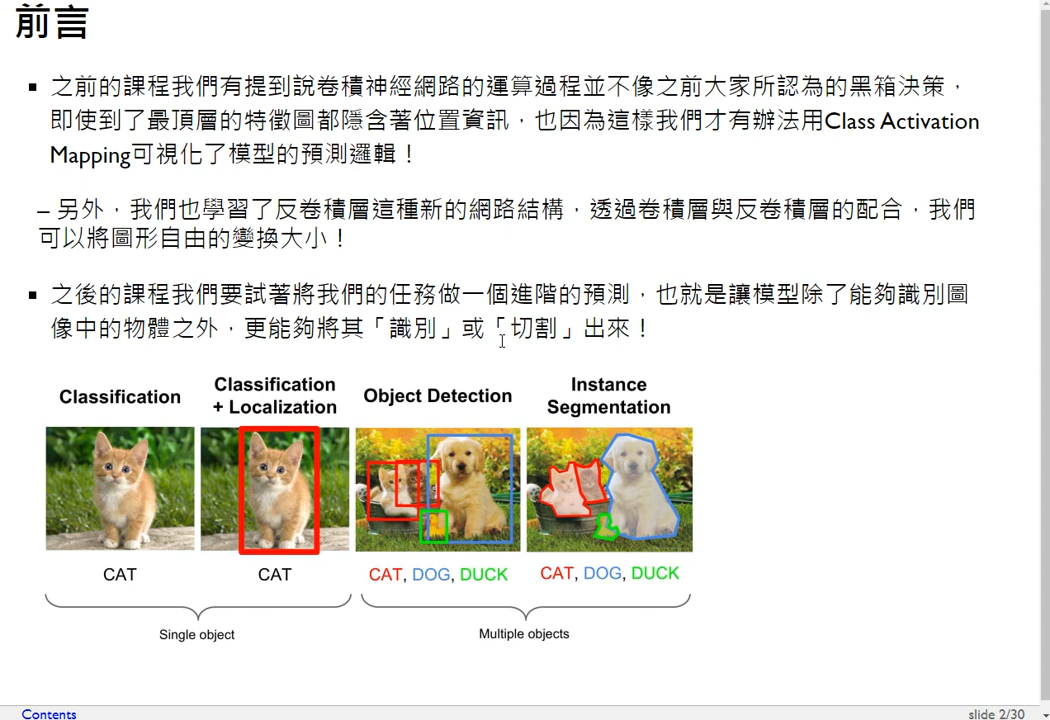 前言
▪ 之前的課程我們有提到說卷積神經網路的運算過程並不像之前大家所認為的黑箱決策，
即使到了最頂層的特徵圖都隱含著位置資訊，也因為這樣我們才有辦法用Class Activation
Mapping可視化了模型的預測邏輯！
– 另外，我們也學習了反卷積層這種新的網路結構，透過卷積層與反卷積層的配合，我們
可以將圖形自由的變換大小！
▪ 之後的課程我們要試著將我們的任務做一個進階的預測，也就是讓模型除了能夠識別圖
像中的物體之外，更能夠將其「識別」或「切割」出來！
Classification
Classification
+ Localization
Object Detection
Instance
Segmentation
CAT
CAT
CAT, DOG, DUCK
CAT, DOG, DUCK
Single object
Multiple objects
Contents
slide 2/30